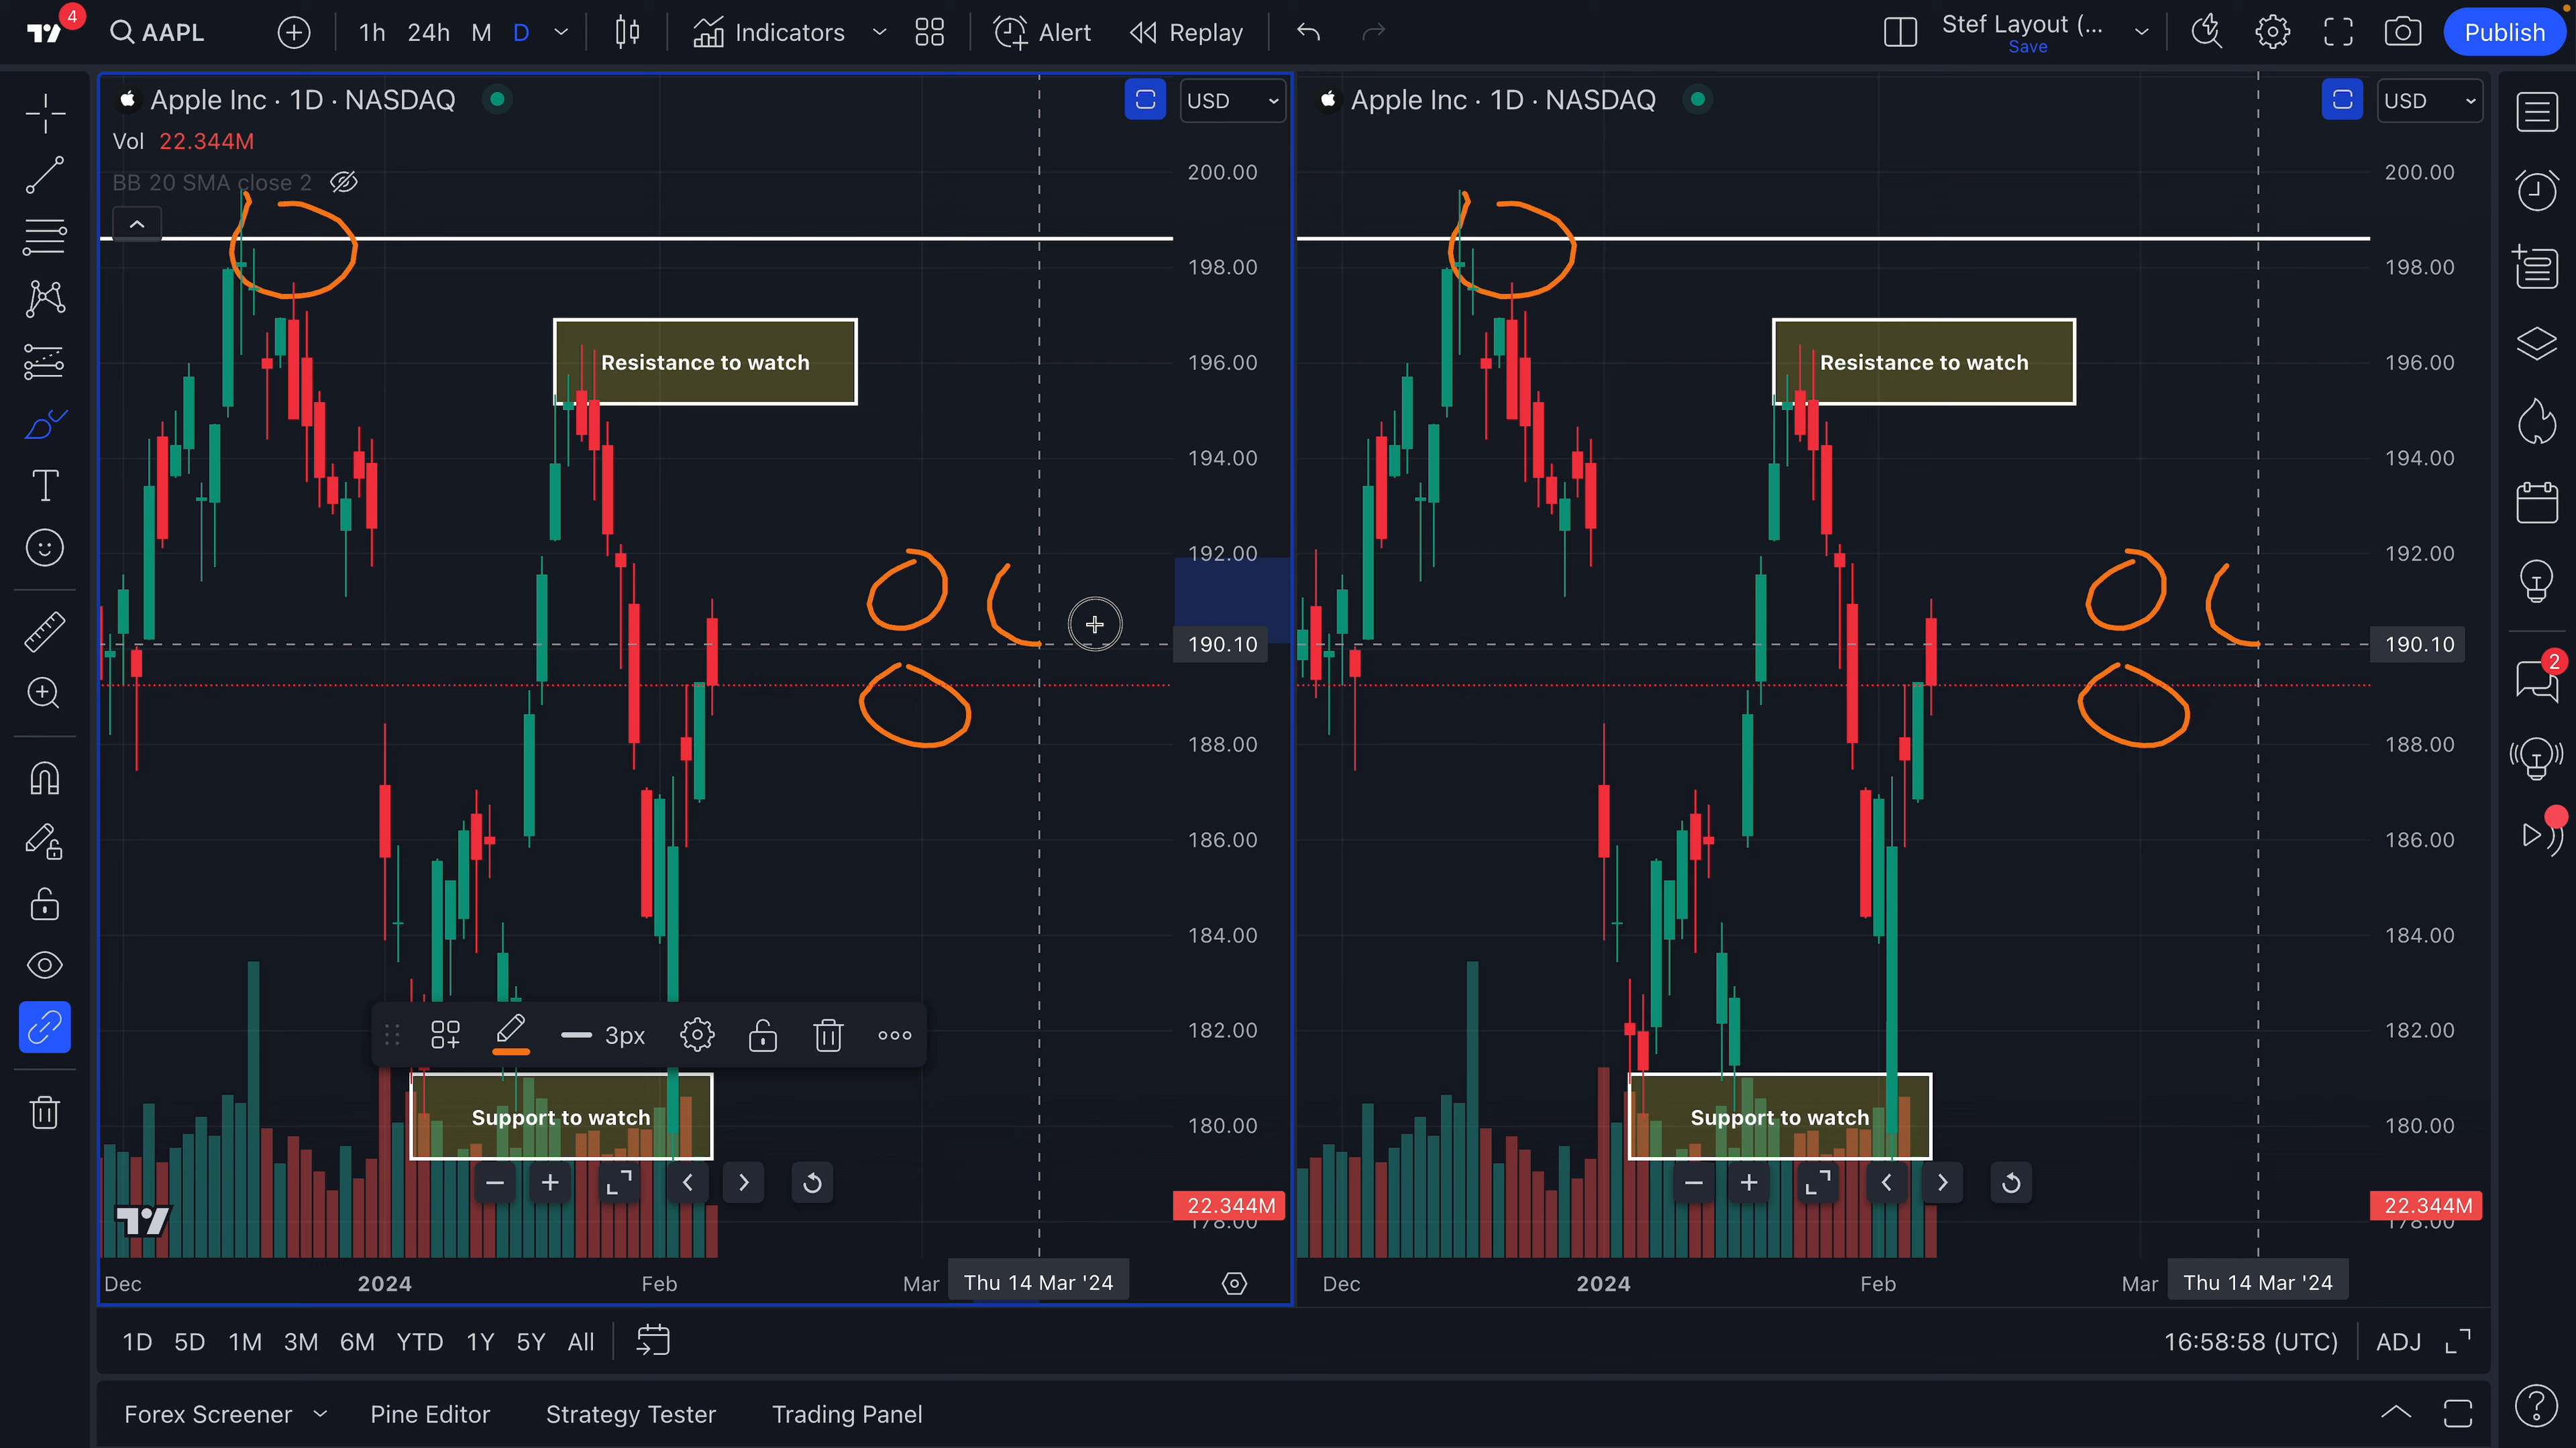 4
AAPL
1h
24h
M
D
Indicators
Alert
Replay
Stef Layout (...
Save
Publish
Apple Inc · 1D · NASDAQ
USD
Vol 22.344M
BB 20 SMA close 2
200.00
198.00
196.00
194.00
192.00
190.10
188.00
186.00
184.00
182.00
180.00
22.344M
178.00
Resistance to watch
3px
Support to watch
Dec
2024
Feb
Mar
Thu 14 Mar '24
Apple Inc · 1D · NASDAQ
USD
200.00
198.00
196.00
194.00
192.00
190.10
188.00
186.00
184.00
182.00
180.00
22.344M
178.00
Resistance to watch
Support to watch
Dec
2024
Feb
Mar
Thu 14 Mar '24
2
1D
5D
1M
3M
6M
YTD
1Y
5Y
All
16:58:58 (UTC)
ADJ
Forex Screener
Pine Editor
Strategy Tester
Trading Panel